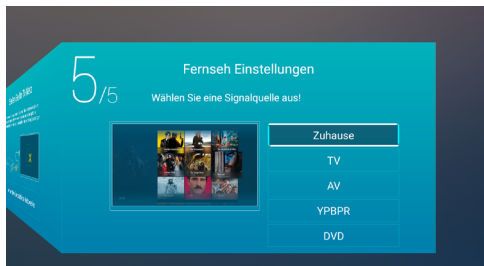 5/5
Fernseh Einstellungen
Wählen Sie eine Signalquelle aus!
Zuhause
TV
AV
YPBPR
DVD